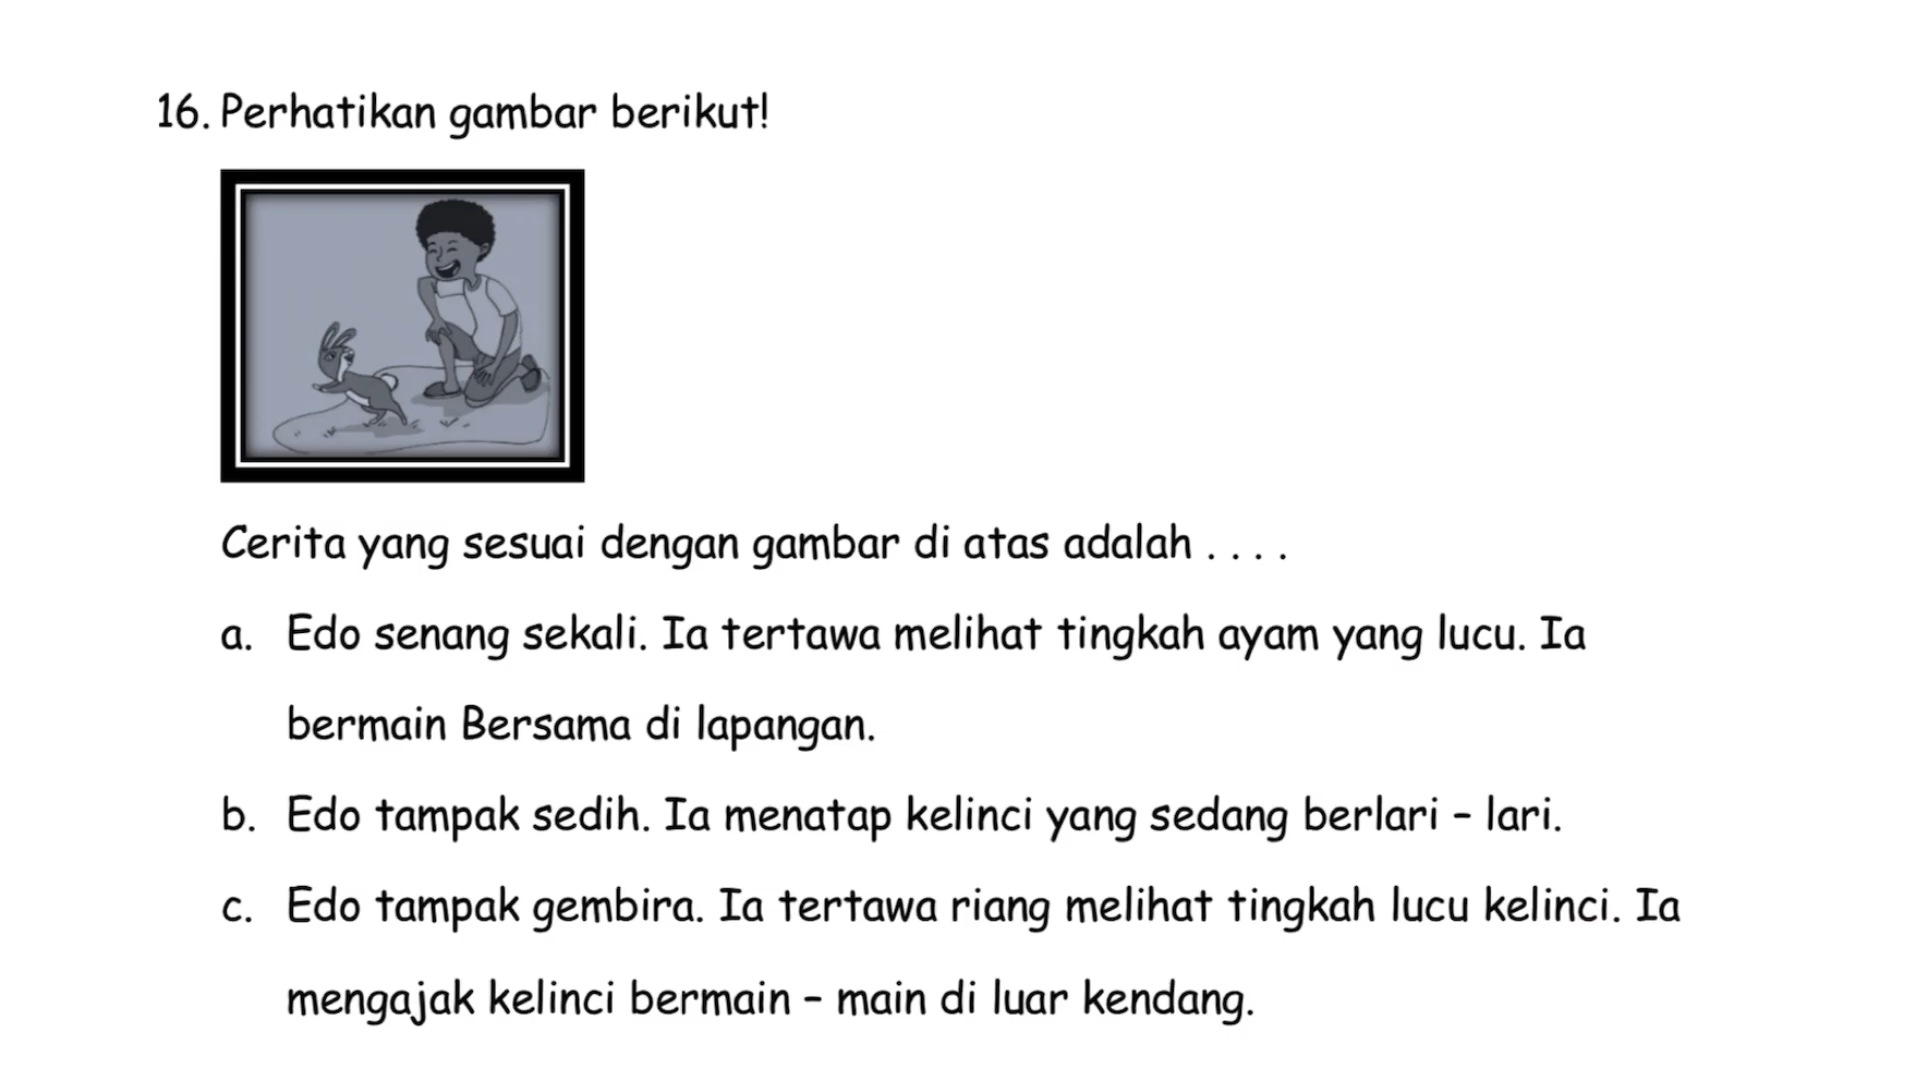 16. Perhatikan gambar berikut!
Cerita yang sesuai dengan gambar di atas adalah . . . .
a. Edo senang sekali. Ia tertawa melihat tingkah ayam yang lucu. Ia
bermain Bersama di lapangan.
b. Edo tampak sedih. Ia menatap kelinci yang sedang berlari – lari.
c. Edo tampak gembira. Ia tertawa riang melihat tingkah lucu kelinci. Ia
mengajak kelinci bermain – main di luar kendang.